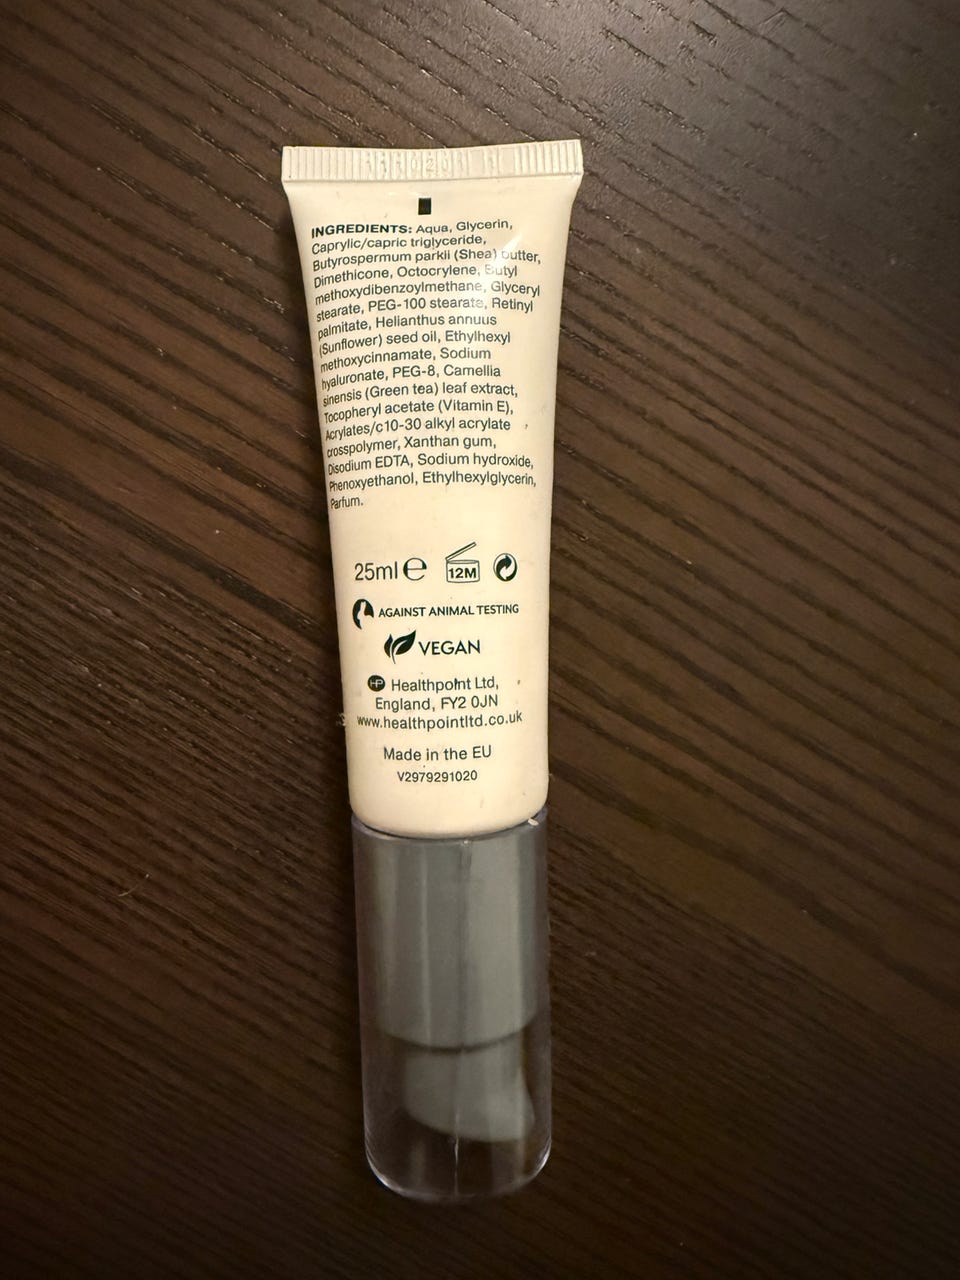 INGREDIENTS: Aqua, Glycerin,
Caprylic/capric triglyceride,
Butyrospermum parkii (Shea) butter,
Dimethicone, Octocrylene, Butyl
methoxydibenzoylmethane, Glyceryl
stearate, PEG-100 stearate, Retinyl
palmitate, Helianthus annuus
(Sunflower) seed oil, Ethylhexyl
methoxycinnamate, Sodium
hyaluronate, PEG-8, Camellia
sinensis (Green tea) leaf extract,
Tocopheryl acetate (Vitamin E),
Acrylates/c10-30 alkyl acrylate
crosspolymer, Xanthan gum,
Disodium EDTA, Sodium hydroxide,
Phenoxyethanol, Ethylhexylglycerin,
Parfum.
25ml e 12M
AGAINST ANIMAL TESTING
VEGAN
HP Healthpoint Ltd,
England, FY2 0JN
www.healthpointltd.co.uk
Made in the EU
V2979291020